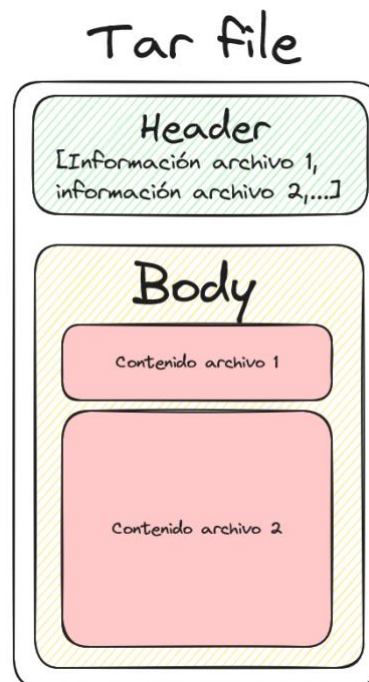 Tar file
Header
[Información archivo 1,
información archivo 2,...]
Body
Contenido archivo 1
Contenido archivo 2